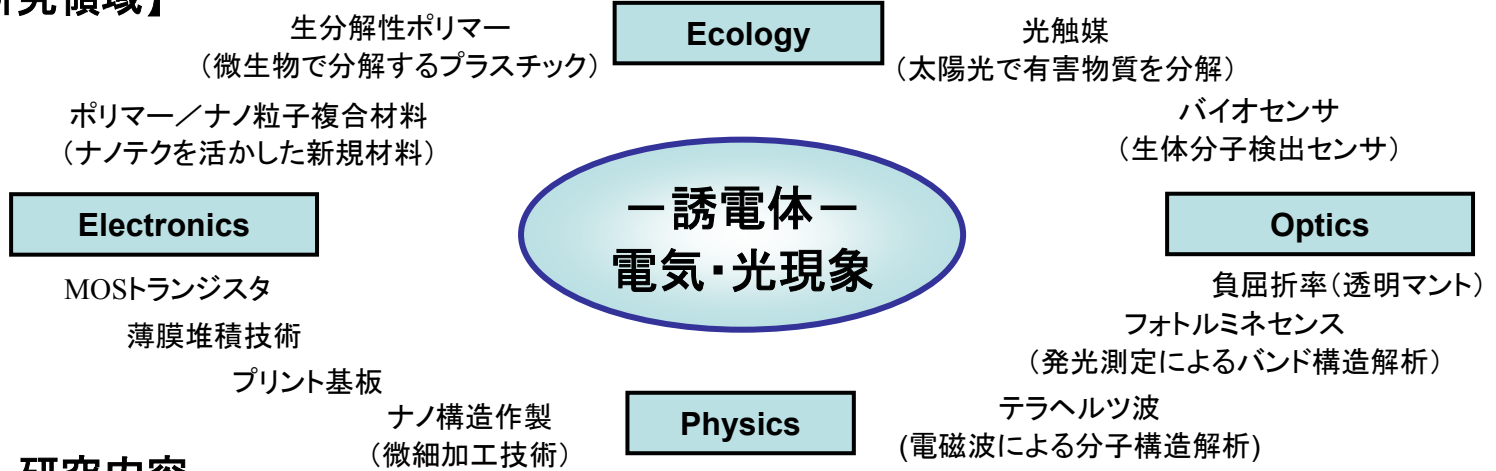 究領域】
生分解性ポリマー
（微生物で分解するプラスチック）
Ecology
光触媒
（太陽光で有害物質を分解）
ポリマー／ナノ粒子複合材料
（ナノテクを活かした新規材料）
バイオセンサ
（生体分子検出センサ）
－誘電体－
電気・光現象
Electronics
Optics
MOSトランジスタ
薄膜堆積技術
プリント基板
ナノ構造作製
（微細加工技術）
Physics
負屈折率（透明マント）
フォトルミネセンス
（発光測定によるバンド構造解析）
テラヘルツ波
(電磁波による分子構造解析)
研究内容